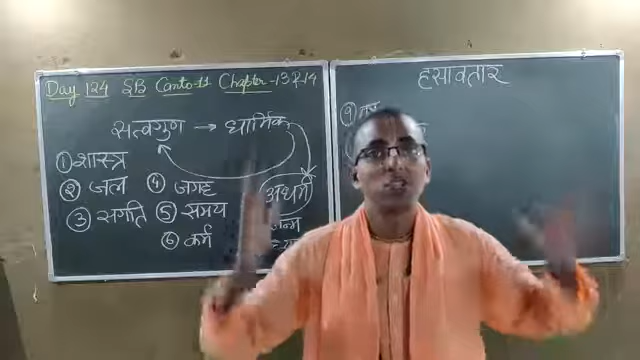 Day 124 SB Canto-11 Chapter-13,14
सत्वगुण → धार्मिक
① शास्त्र
② जल ④ जगह
③ संगति ⑤ समय
⑥ कर्म
अधर्म
जन्म
हंसावतार